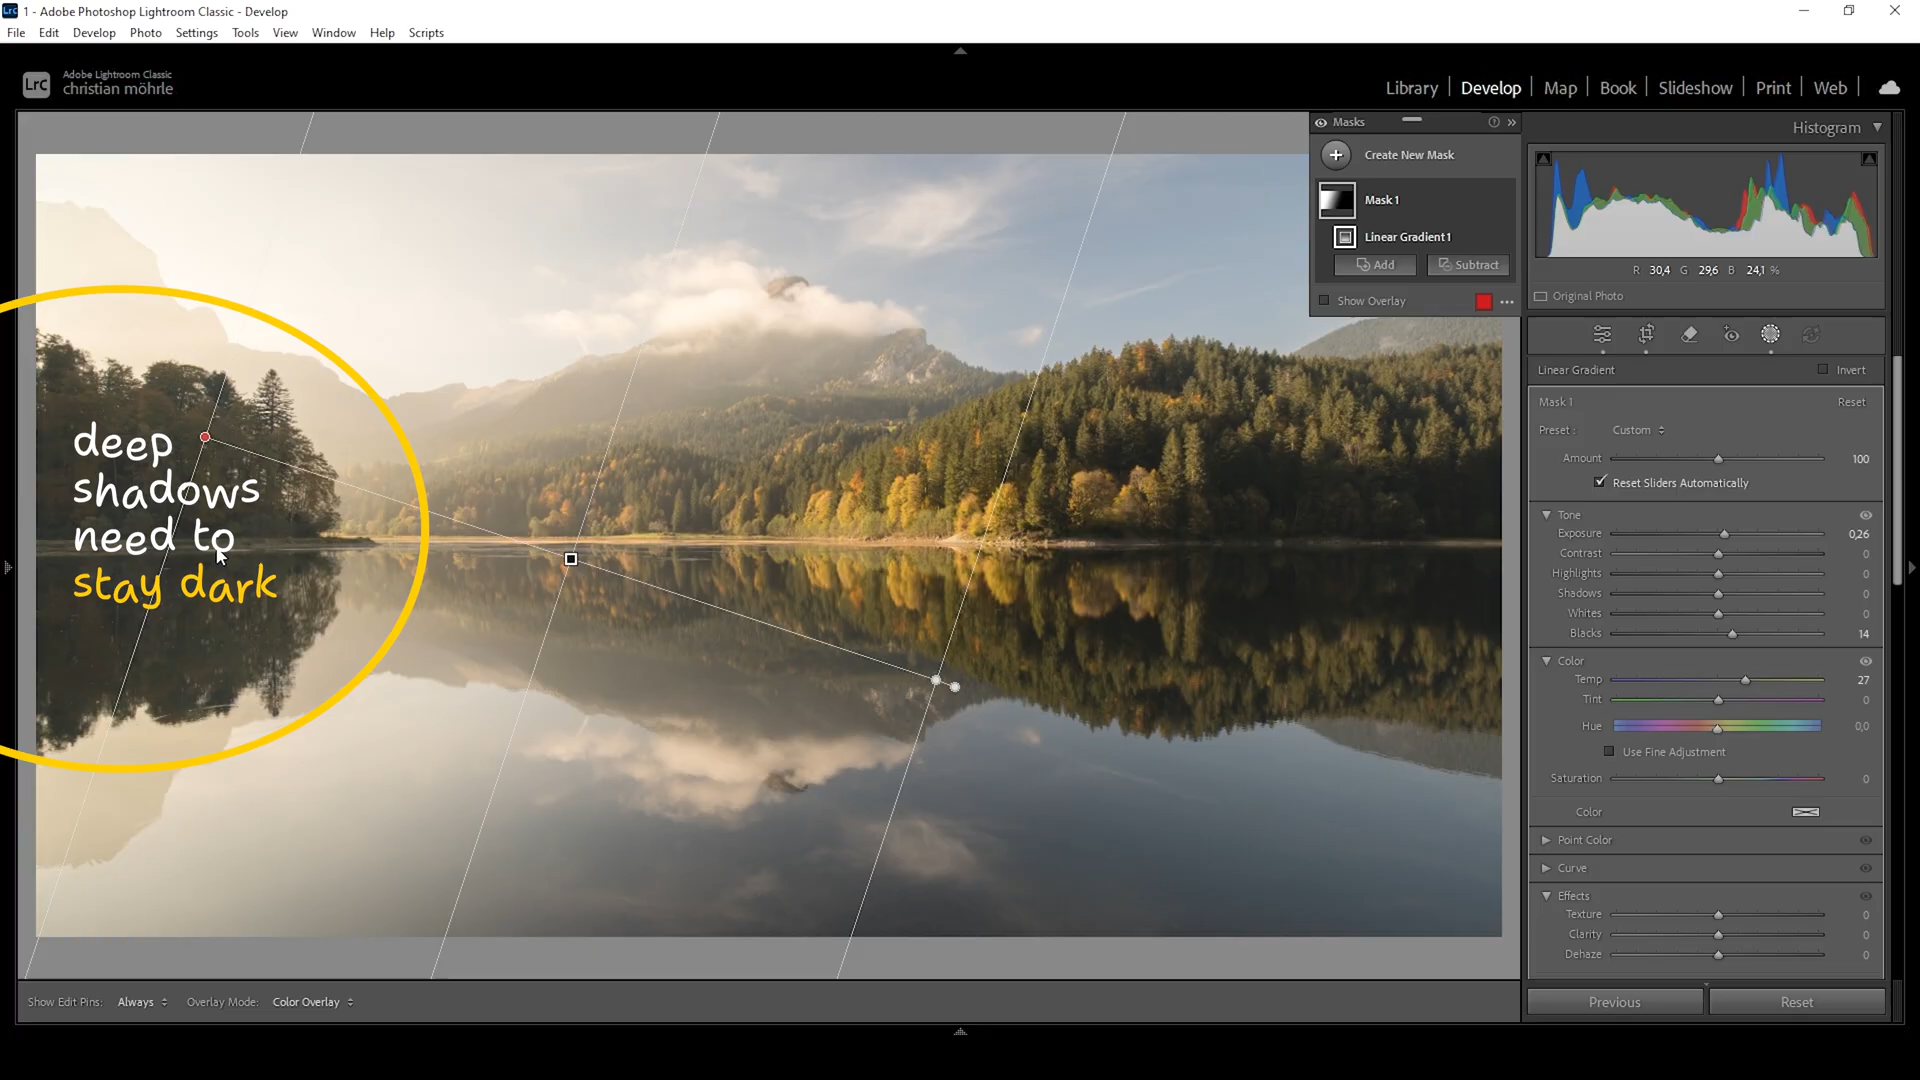 1 - Adobe Photoshop Lightroom Classic - Develop
File Edit Develop Photo Settings Tools View Window Help Scripts
LrC
Adobe Lightroom Classic
christian möhrle
Library Develop Map Book Slideshow Print Web
Masks
Create New Mask
Mask 1
Linear Gradient 1
Add Subtract
Show Overlay
Histogram
R 30,4 G 29,6 B 24,1 %
Original Photo
Linear Gradient Invert
Mask 1 Reset
Preset : Custom
Amount 100
Reset Sliders Automatically
Tone
Exposure 0,26
Contrast 0
Highlights 0
Shadows 0
Whites 0
Blacks 14
Color
Temp 27
Tint 0
Hue 0,0
Use Fine Adjustment
Saturation 0
Color
Point Color
Curve
Effects
Texture 0
Clarity 0
Dehaze 0
Previous Reset
deep
shadows
need to
stay dark
Show Edit Pins: Always Overlay Mode: Color Overlay